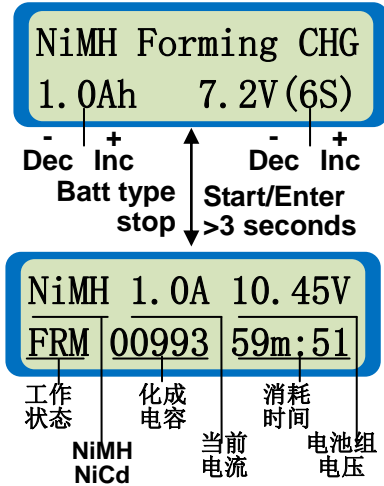 NiMH Forming CHG
1.0Ah 7.2V(6S)
- + - +
Dec Inc Dec Inc
Batt type Start/Enter
stop >3 seconds
NiMH 1.0A 10.45V
FRM 00993 59m:51
工作 化成 消耗
状态 电容 时间
当前 电池组
电流 电压
NiMH
NiCd